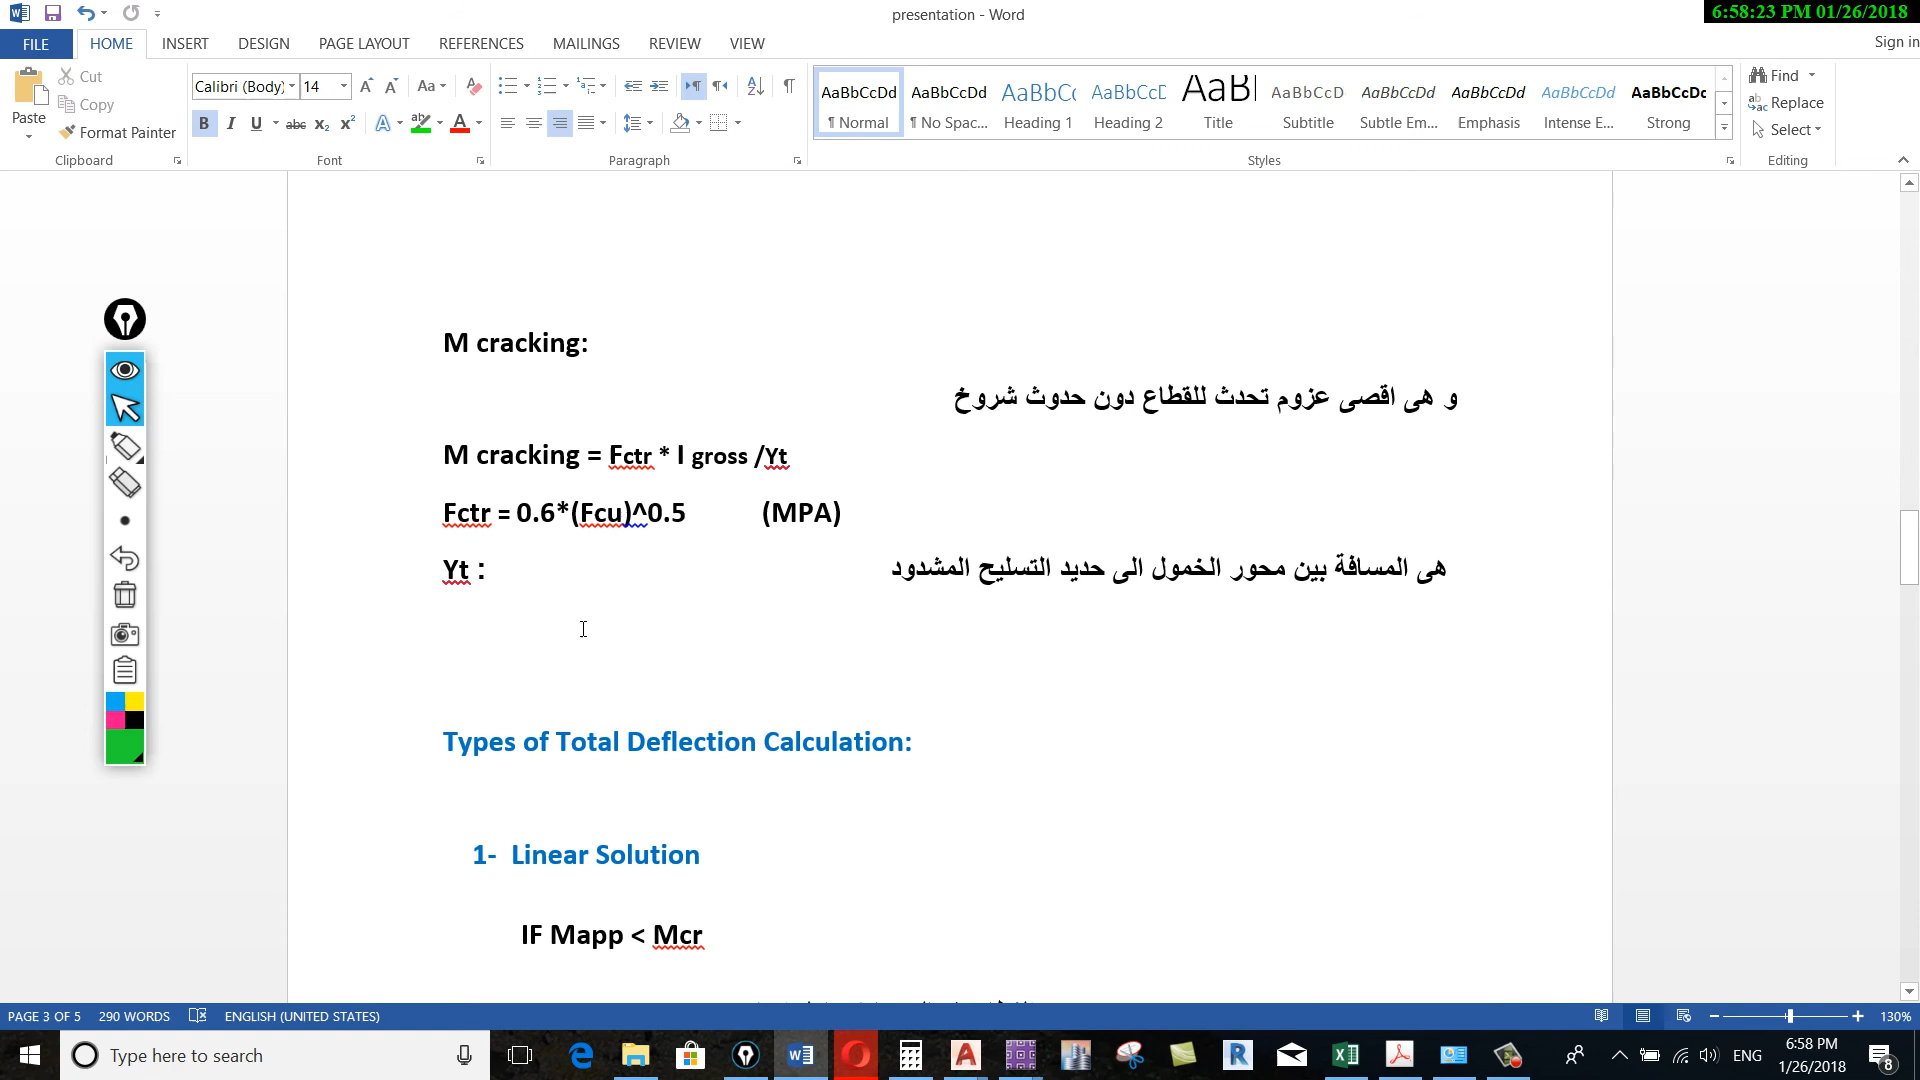 presentation - Word
6:58:23 PM 01/26/2018
FILE HOME INSERT DESIGN PAGE LAYOUT REFERENCES MAILINGS REVIEW VIEW
Sign in
Paste
Cut
Copy
Format Painter
Clipboard
Calibri (Body) 14
Font
Paragraph
AaBbCcDd AaBbCcDd AaBbCc AaBbCcD AaBl AaBbCcD AaBbCcDd AaBbCcDd AaBbCcDd AaBbCcDc
¶ Normal ¶ No Spac... Heading 1 Heading 2 Title Subtitle Subtle Em... Emphasis Intense E... Strong
Styles
Find
Replace
Select
Editing
M cracking:
و هى اقصى عزوم تحدث للقطاع دون حدوث شروخ
M cracking = Fctr * I gross /Yt
Fctr = 0.6*(Fcu)^0.5 (MPA)
Yt : هى المسافة بين محور الخمول الى حديد التسليح المشدود
Types of Total Deflection Calculation:
1- Linear Solution
IF Mapp < Mcr
PAGE 3 OF 5 290 WORDS ENGLISH (UNITED STATES)
130%
Type here to search
ENG
6:58 PM
1/26/2018
8